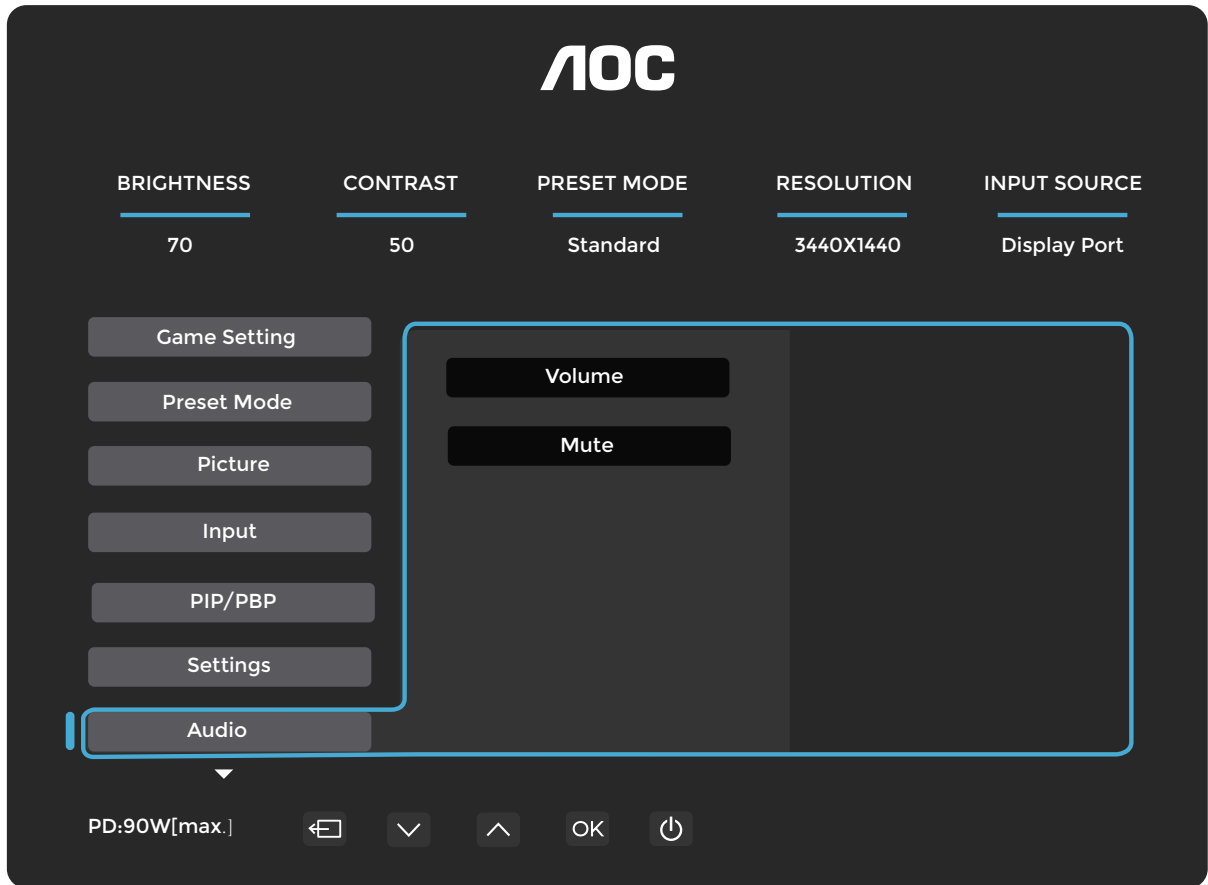 AOC
BRIGHTNESS CONTRAST PRESET MODE RESOLUTION INPUT SOURCE
70 50 Standard 3440X1440 Display Port
Game Setting
Volume
Preset Mode
Mute
Picture
Input
PIP/PBP
Settings
Audio
PD:90W[max.] OK